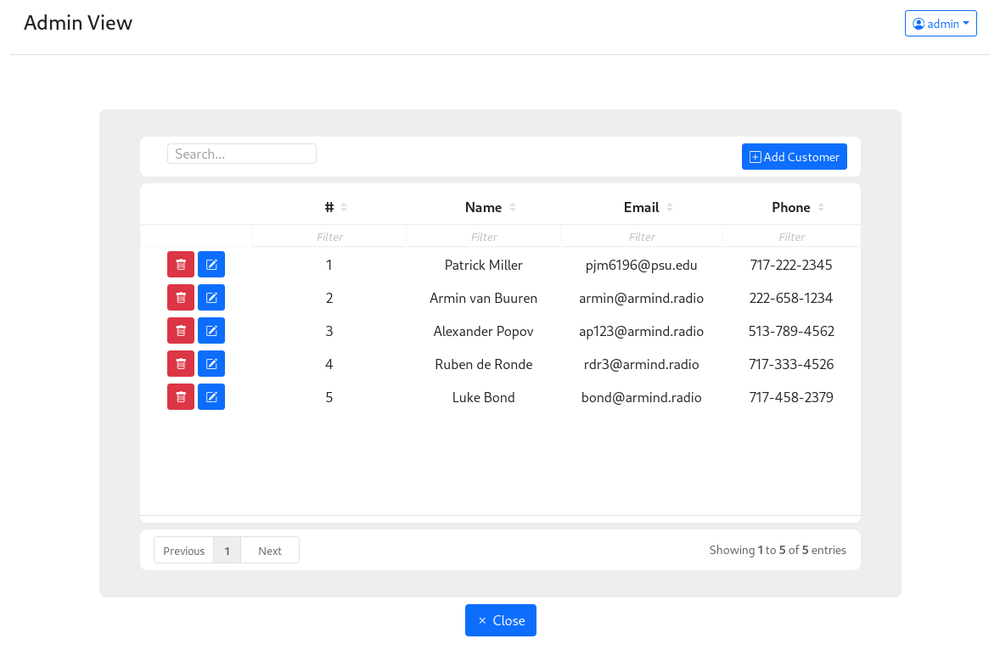 Admin View
admin
Search...
Add Customer
# Name Email Phone
Filter Filter Filter Filter
1 Patrick Miller pjm6196@psu.edu 717-222-2345
2 Armin van Buuren armin@armind.radio 222-658-1234
3 Alexander Popov ap123@armind.radio 513-789-4562
4 Ruben de Ronde rdr3@armind.radio 717-333-4526
5 Luke Bond bond@armind.radio 717-458-2379
Previous 1 Next Showing 1 to 5 of 5 entries
× Close